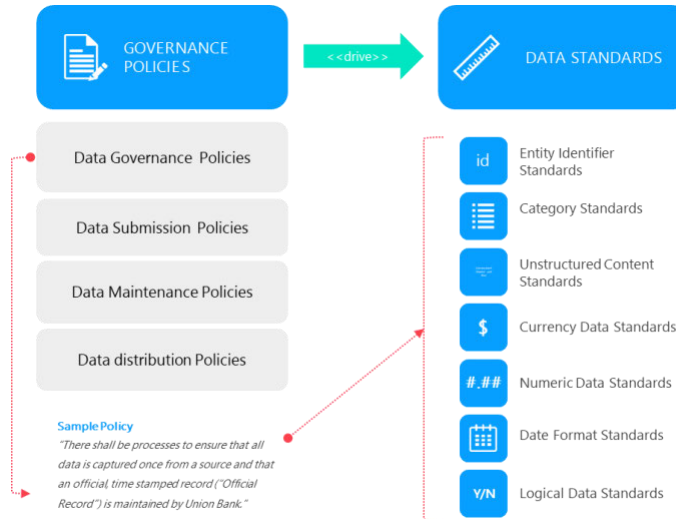 GOVERNANCE
POLICIES
<<drive>>
DATA STANDARDS
Data Governance Policies
Data Submission Policies
Data Maintenance Policies
Data distribution Policies
Sample Policy
“There shall be processes to ensure that all
data is captured once from a source and that
an official, time stamped record (“Official
Record”) is maintained by Union Bank.”
id
Entity Identifier
Standards
Category Standards
Unstructured Content
Standards
$
Currency Data Standards
#.##
Numeric Data Standards
Date Format Standards
Y/N
Logical Data Standards